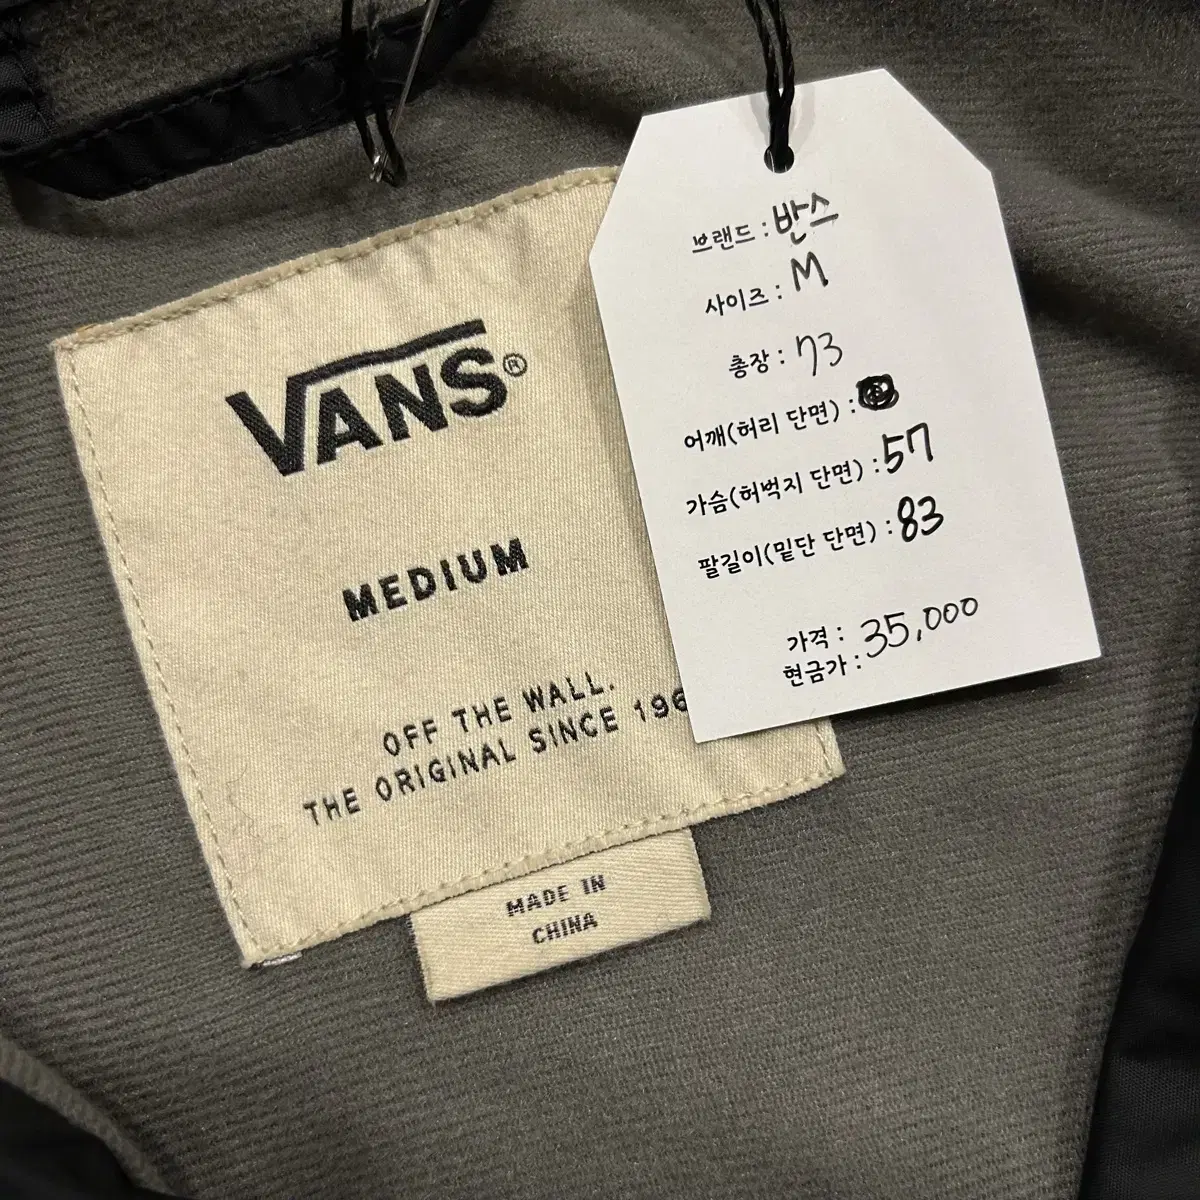 VANS®
MEDIUM
OFF THE WALL.
THE ORIGINAL SINCE 196
MADE IN
CHINA
브랜드 : 반스
사이즈 : M
총장 : 73
어깨(허리 단면) :
가슴(허벅지 단면) : 57
팔길이(밑단 단면) : 83
가격 : 35,000
현금가 :